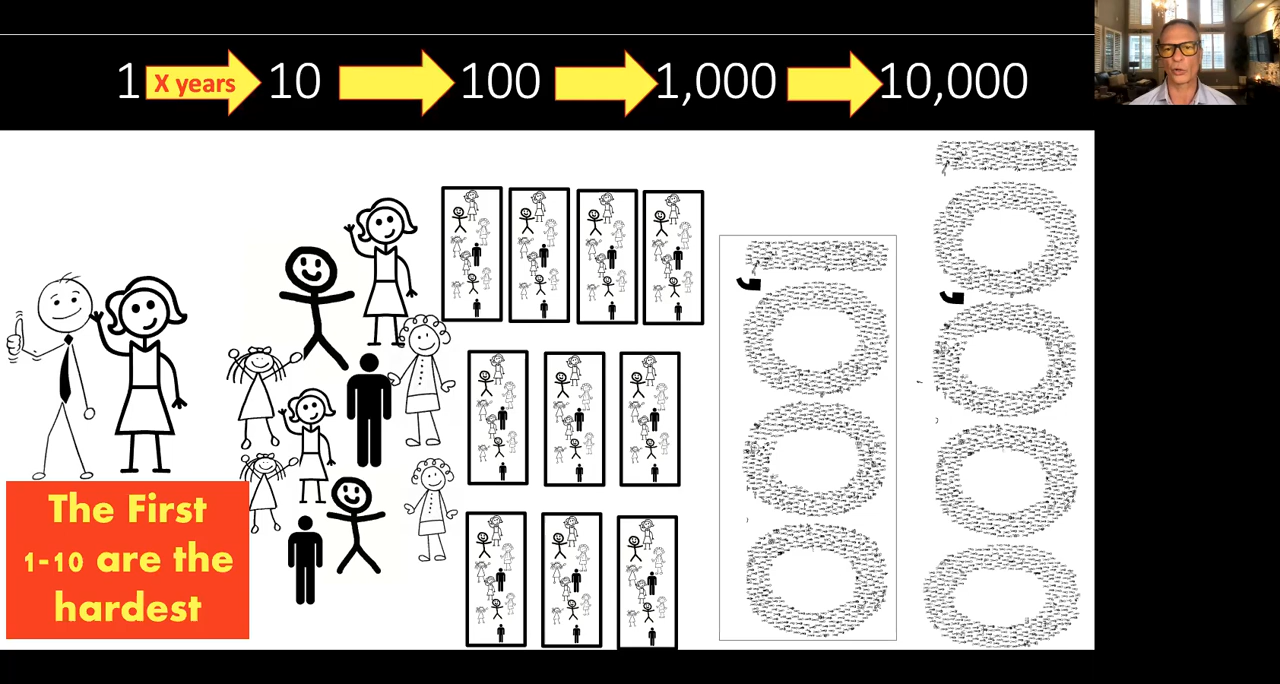 1 X years 10 100 1,000 10,000
The First
1-10 are the
hardest